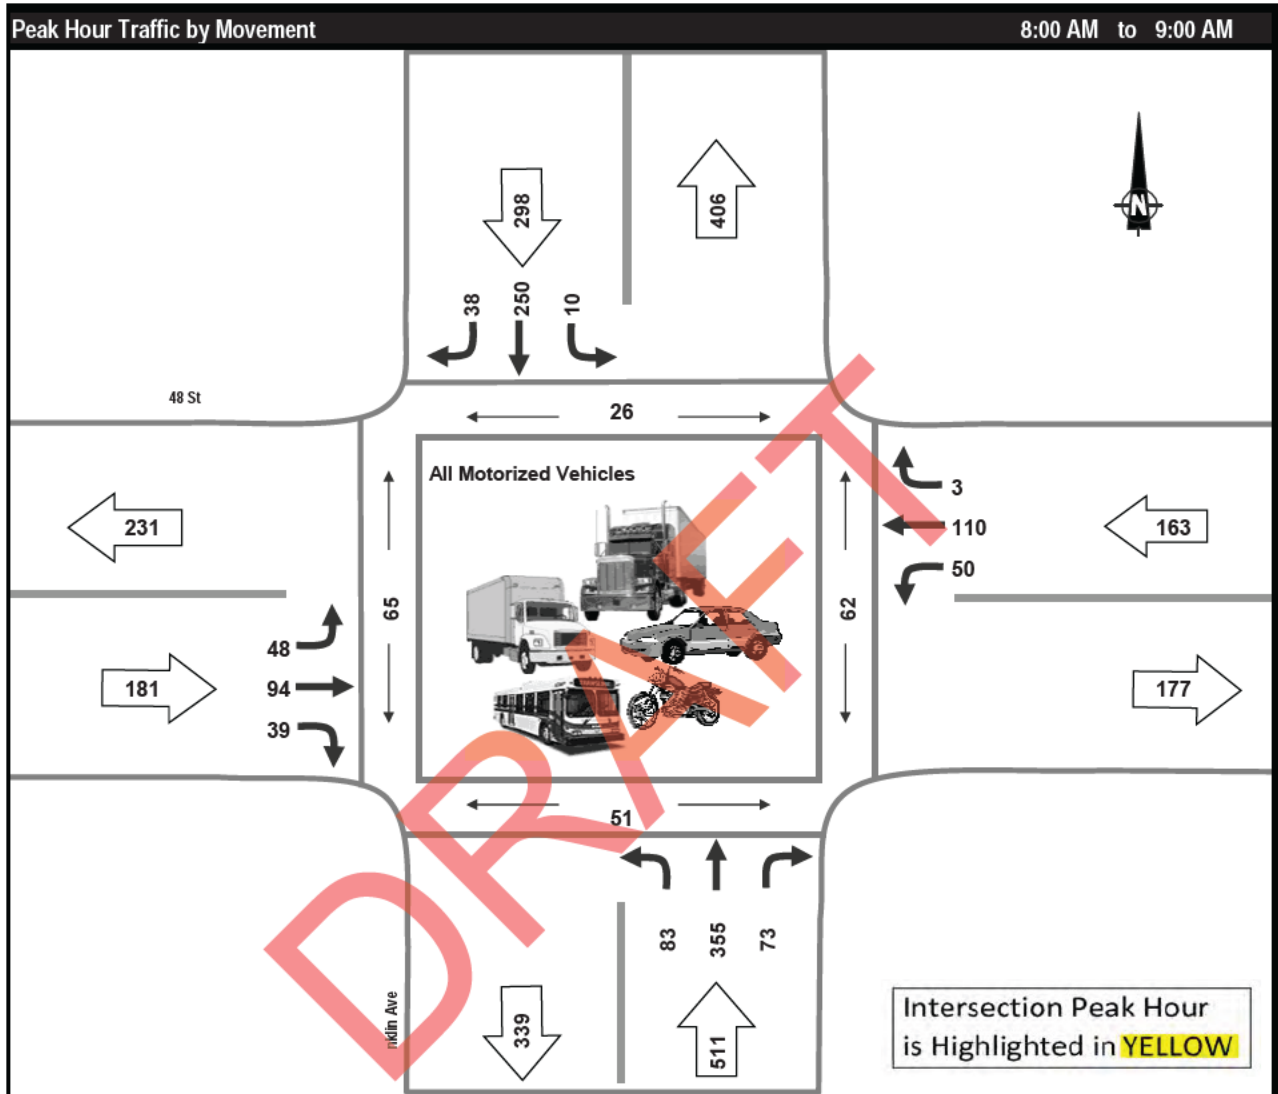 Peak Hour Traffic by Movement 8:00 AM to 9:00 AM
298
406
38 250 10
48 St
26
All Motorized Vehicles
3
231
110
163
50
65
62
48
181
94
177
39
51
83 355 73
nklin Ave
339
511
DRAFT
N
Intersection Peak Hour
is Highlighted in YELLOW